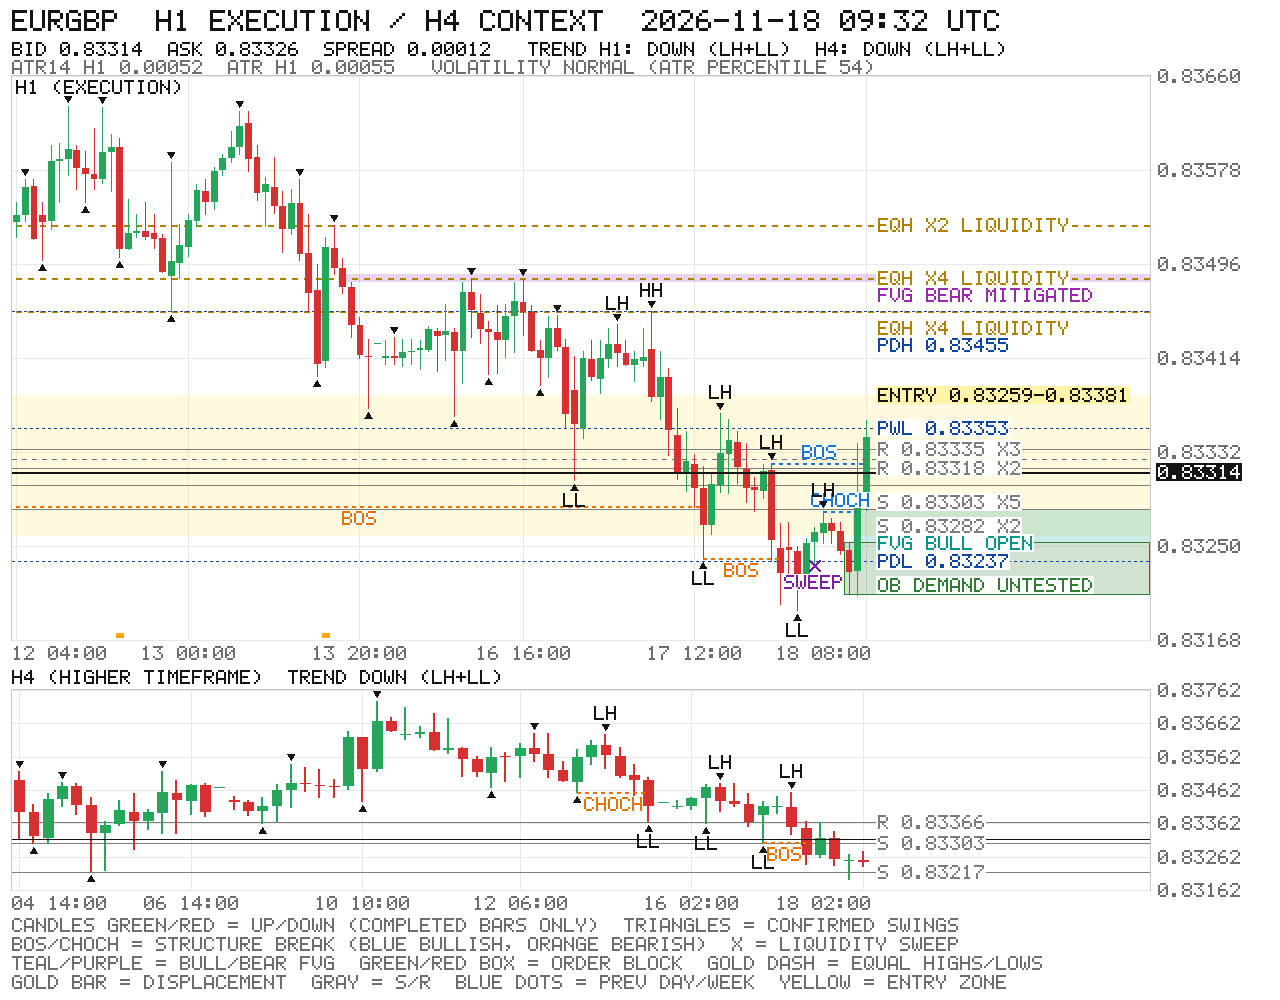 EURGBP  H1 EXECUTION / H4 CONTEXT  2026-11-18 09:32 UTC
BID 0.83314  ASK 0.83326  SPREAD 0.00012  TREND H1: DOWN (LH+LL)  H4: DOWN (LH+LL)
ATR14 H1 0.00052  ATR H1 0.00055  VOLATILITY NORMAL (ATR PERCENTILE 54)
H1 (EXECUTION)
0.83660
0.83578
EQH X2 LIQUIDITY
0.83496
EQH X4 LIQUIDITY
HH
FVG BEAR MITIGATED
LH
EQH X4 LIQUIDITY
PDH 0.83455
0.83414
LH
ENTRY 0.83259-0.83381
PWL 0.83353
LH
BOS
R 0.83335 X3
0.83332
R 0.83318 X2
0.83314
LH
LL
CHOCH
S 0.83303 X5
BOS
S 0.83282 X2
FVG BULL OPEN
0.83250
PDL 0.83237
BOS
LL
SWEEP
OB DEMAND UNTESTED
LL
0.83168
12 04:00
13 00:00
13 20:00
16 16:00
17 12:00
18 08:00
H4 (HIGHER TIMEFRAME)  TREND DOWN (LH+LL)
0.83762
LH
0.83662
LH
LH
0.83562
0.83462
CHOCH
R 0.83366
0.83362
LL
LL
S 0.83303
BOS
LL
0.83262
S 0.83217
0.83162
04 14:00
06 14:00
10 10:00
12 06:00
16 02:00
18 02:00
CANDLES GREEN/RED = UP/DOWN (COMPLETED BARS ONLY)  TRIANGLES = CONFIRMED SWINGS
BOS/CHOCH = STRUCTURE BREAK (BLUE BULLISH, ORANGE BEARISH)  X = LIQUIDITY SWEEP
TEAL/PURPLE = BULL/BEAR FVG  GREEN/RED BOX = ORDER BLOCK  GOLD DASH = EQUAL HIGHS/LOWS
GOLD BAR = DISPLACEMENT  GRAY = S/R  BLUE DOTS = PREV DAY/WEEK  YELLOW = ENTRY ZONE